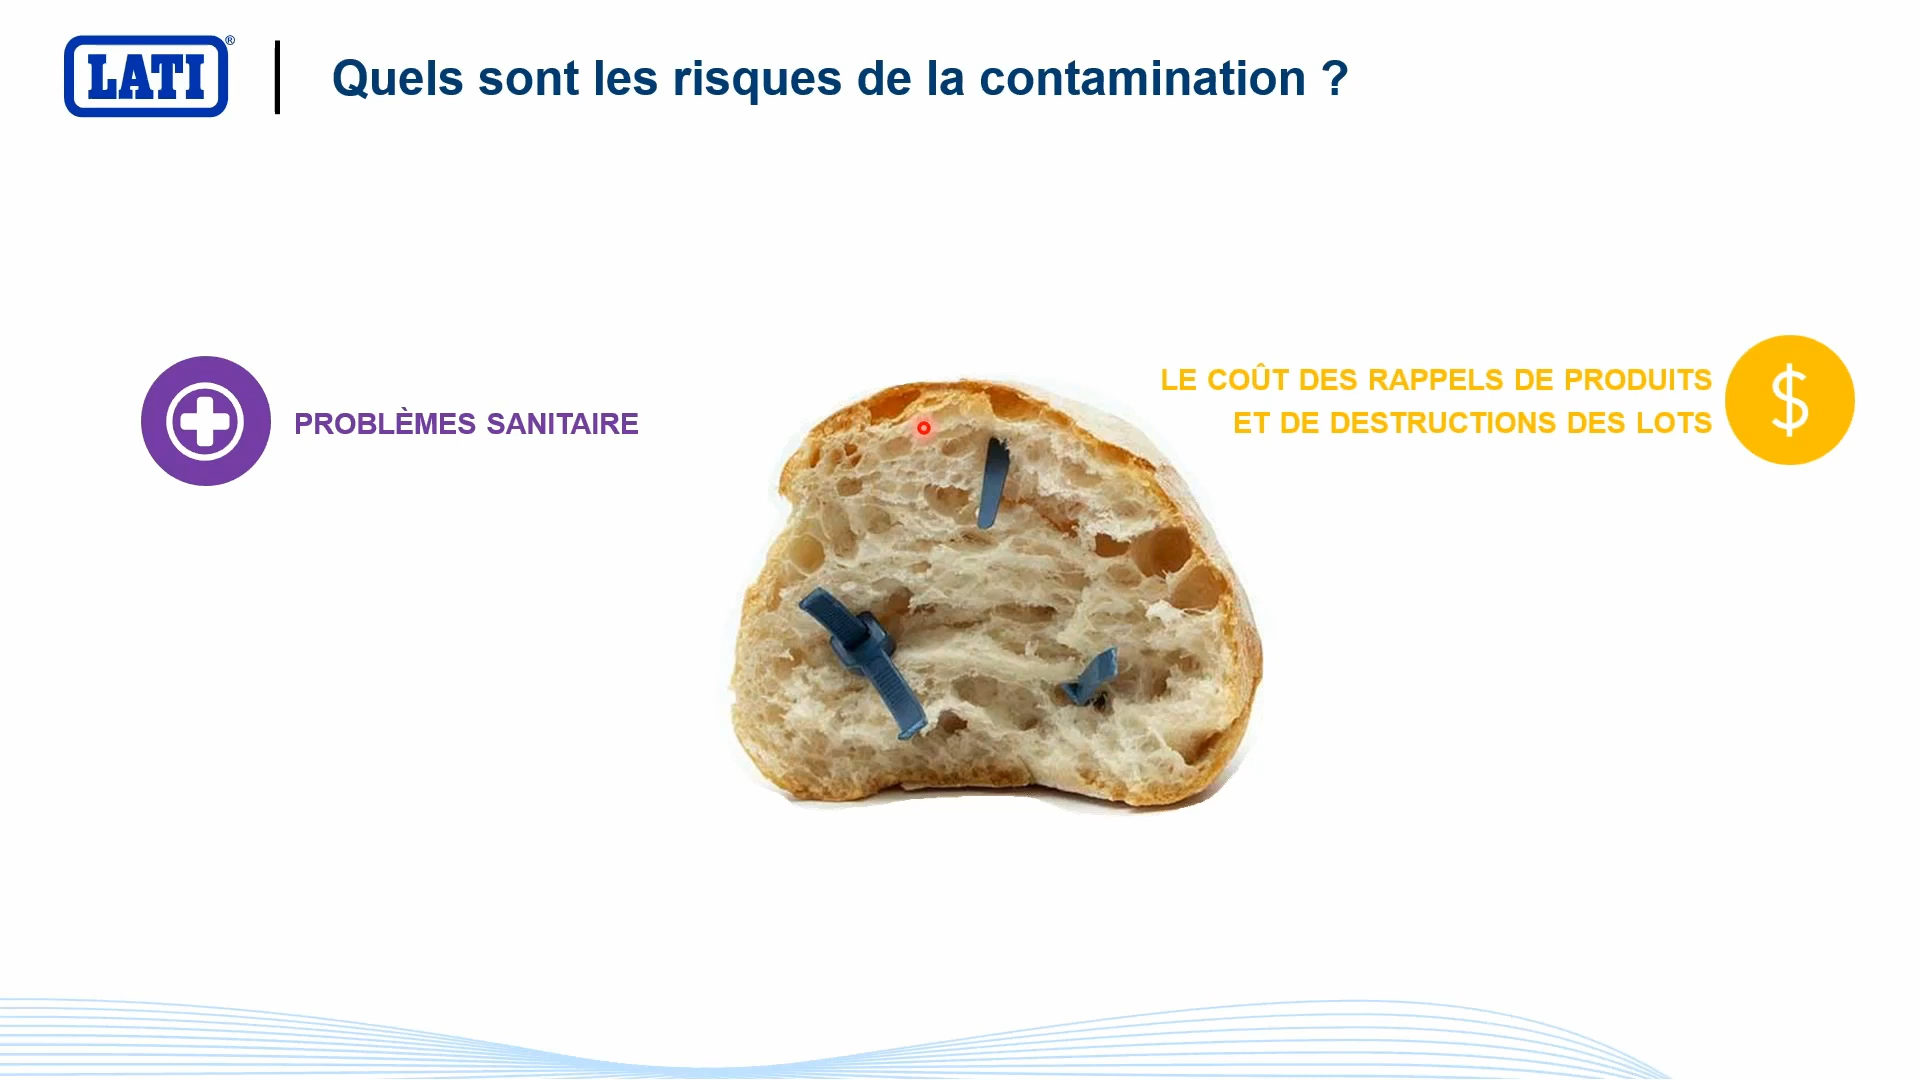 LATI®
Quels sont les risques de la contamination ?
PROBLÈMES SANITAIRE
LE COÛT DES RAPPELS DE PRODUITS
ET DE DESTRUCTIONS DES LOTS
$